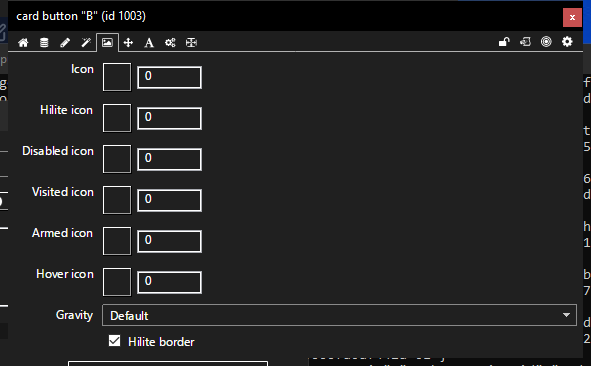 card button "B" (id 1003)
Icon 0
Hilite icon 0
Disabled icon 0
Visited icon 0
Armed icon 0
Hover icon 0
Gravity Default
Hilite border